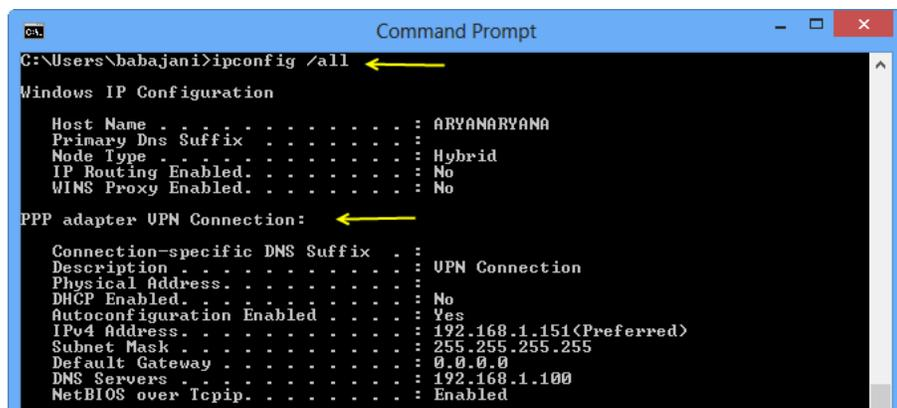 C:\.
Command Prompt
C:\Users\babajani>ipconfig /all
Windows IP Configuration
Host Name . . . . . . . . . . . . : ARYANARYANA
Primary Dns Suffix . . . . . . . :
Node Type . . . . . . . . . . . . : Hybrid
IP Routing Enabled. . . . . . . . : No
WINS Proxy Enabled. . . . . . . . : No
PPP adapter VPN Connection:
Connection-specific DNS Suffix . :
Description . . . . . . . . . . . : VPN Connection
Physical Address. . . . . . . . . :
DHCP Enabled. . . . . . . . . . . : No
Autoconfiguration Enabled . . . . : Yes
IPv4 Address. . . . . . . . . . . : 192.168.1.151(Preferred)
Subnet Mask . . . . . . . . . . . : 255.255.255.255
Default Gateway . . . . . . . . . : 0.0.0.0
DNS Servers . . . . . . . . . . . : 192.168.1.100
NetBIOS over Tcpip. . . . . . . . : Enabled